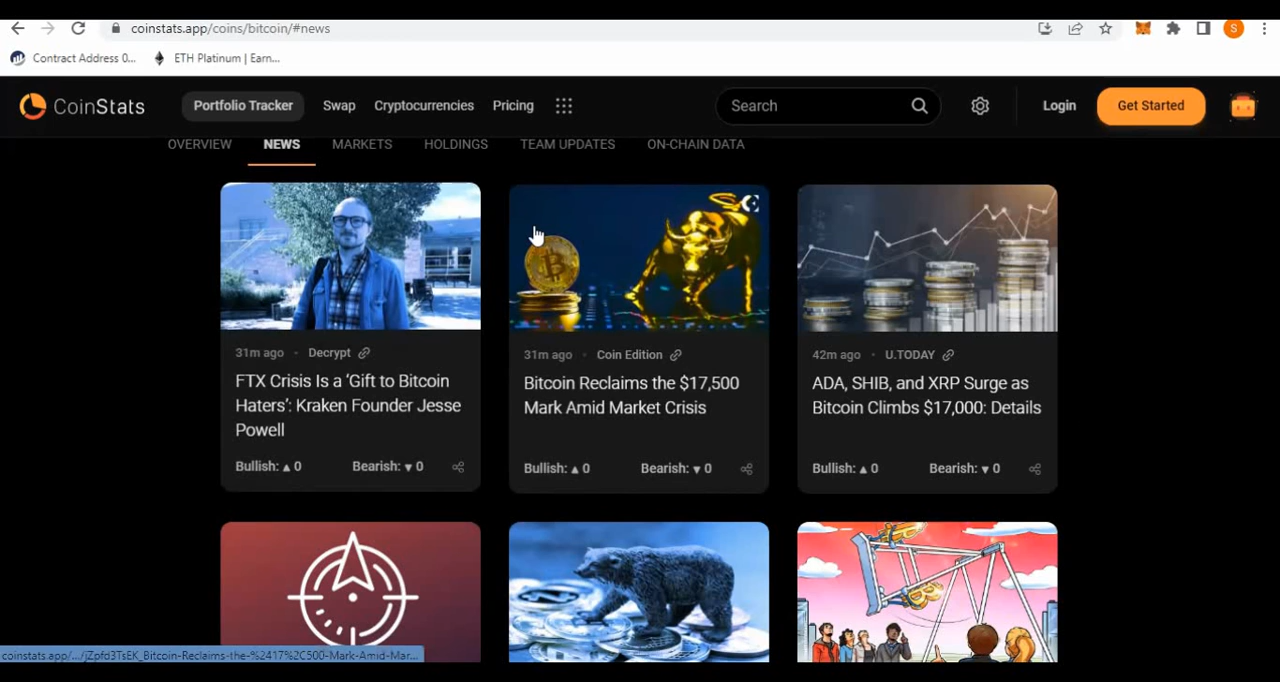 coinstats.app/coins/bitcoin/#news
S
Contract Address 0...
ETH Platinum | Earn...
CoinStats
Portfolio Tracker
Swap
Cryptocurrencies
Pricing
Search
Login
Get Started
OVERVIEW
NEWS
MARKETS
HOLDINGS
TEAM UPDATES
ON-CHAIN DATA
31m ago · Decrypt
FTX Crisis Is a ‘Gift to Bitcoin
Haters’: Kraken Founder Jesse
Powell
Bullish: ▲ 0
Bearish: ▼ 0
31m ago · Coin Edition
Bitcoin Reclaims the $17,500
Mark Amid Market Crisis
Bullish: ▲ 0
Bearish: ▼ 0
42m ago · U.TODAY
ADA, SHIB, and XRP Surge as
Bitcoin Climbs $17,000: Details
Bullish: ▲ 0
Bearish: ▼ 0
coinstats.app/.../jZpfd3TsEK_Bitcoin-Reclaims-the-%2417%2C500-Mark-Amid-Mar...